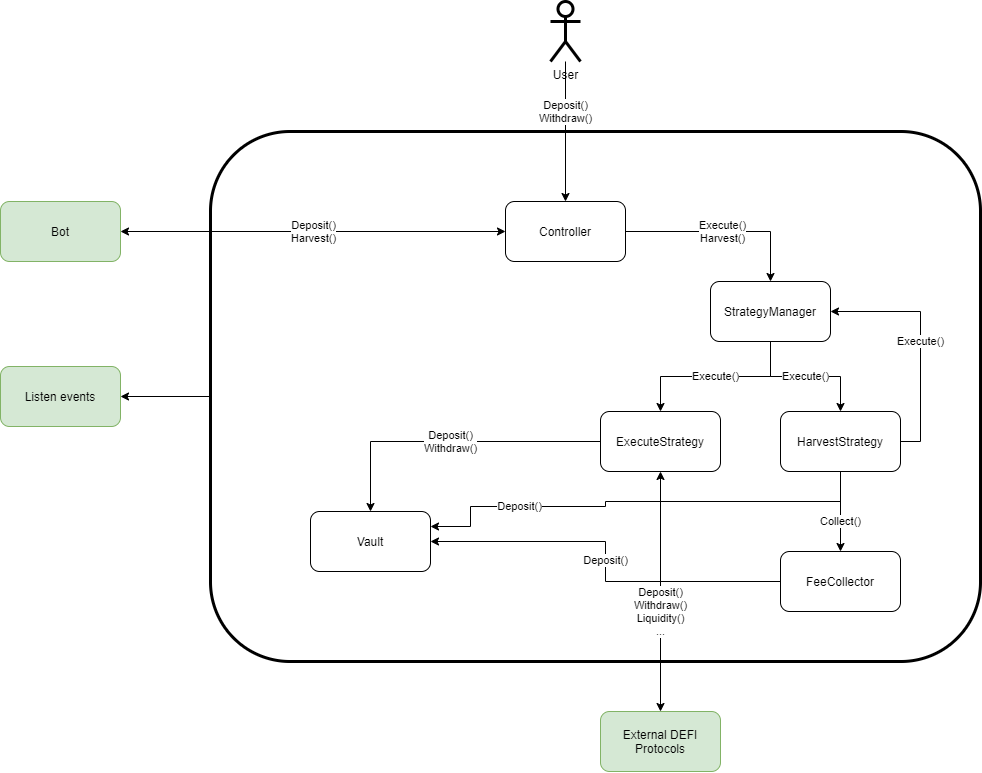 User
Deposit()
Withdraw()
Bot
Deposit()
Harvest()
Controller
Execute()
Harvest()
StrategyManager
Execute()
Execute()
Execute()
Listen events
ExecuteStrategy
HarvestStrategy
Deposit()
Withdraw()
Deposit()
Collect()
Vault
Deposit()
FeeCollector
Deposit()
Withdraw()
Liquidity()
...
External DEFI
Protocols